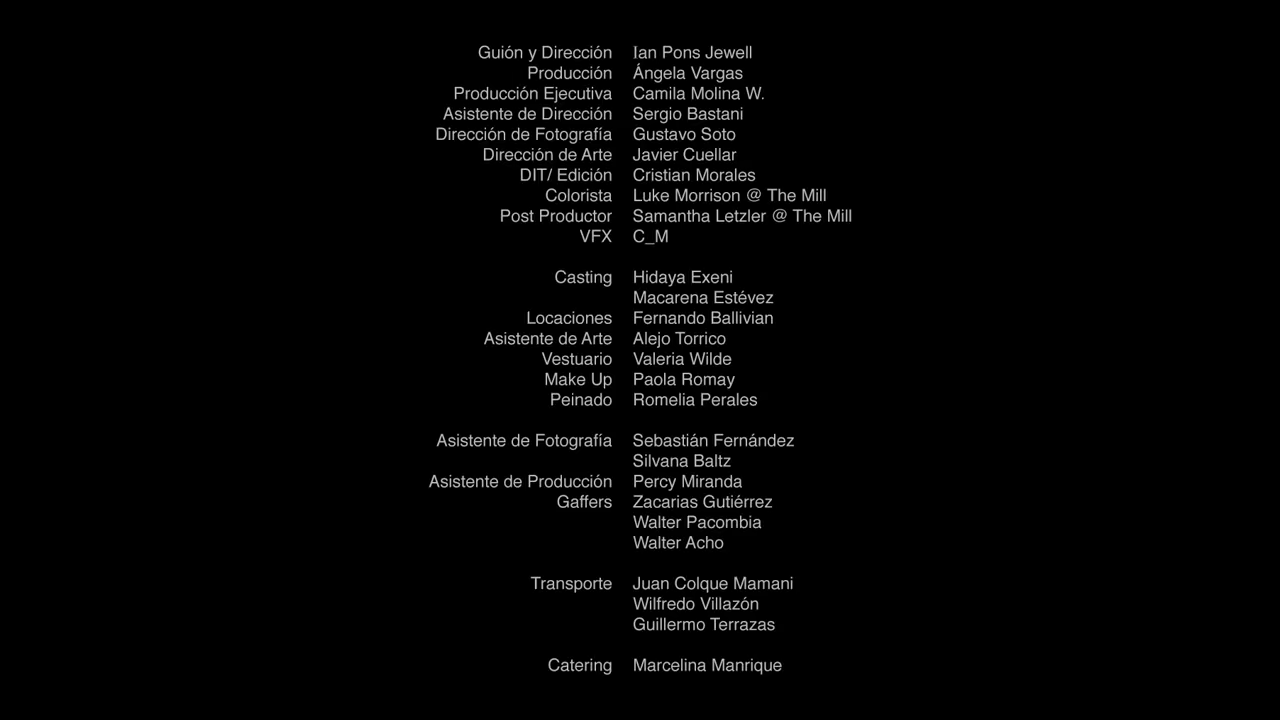 Guión y Dirección Ian Pons Jewell
Producción Ángela Vargas
Producción Ejecutiva Camila Molina W.
Asistente de Dirección Sergio Bastani
Dirección de Fotografía Gustavo Soto
Dirección de Arte Javier Cuellar
DIT/ Edición Cristian Morales
Colorista Luke Morrison @ The Mill
Post Productor Samantha Letzler @ The Mill
VFX C_M
Casting Hidaya Exeni
Macarena Estévez
Locaciones Fernando Ballivian
Asistente de Arte Alejo Torrico
Vestuario Valeria Wilde
Make Up Paola Romay
Peinado Romelia Perales
Asistente de Fotografía Sebastián Fernández
Silvana Baltz
Asistente de Producción Percy Miranda
Gaffers Zacarias Gutiérrez
Walter Pacombia
Walter Acho
Transporte Juan Colque Mamani
Wilfredo Villazón
Guillermo Terrazas
Catering Marcelina Manrique